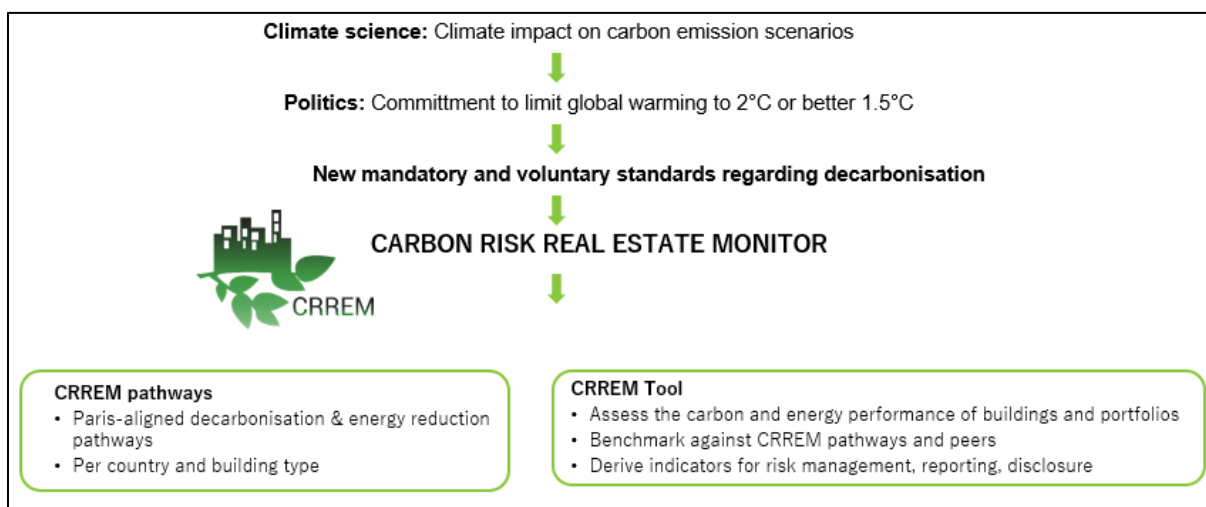 Climate science: Climate impact on carbon emission scenarios
Politics: Committment to limit global warming to 2°C or better 1.5°C
New mandatory and voluntary standards regarding decarbonisation
CARBON RISK REAL ESTATE MONITOR
CRREM
CRREM pathways
• Paris-aligned decarbonisation & energy reduction
pathways
• Per country and building type
CRREM Tool
• Assess the carbon and energy performance of buildings and portfolios
• Benchmark against CRREM pathways and peers
• Derive indicators for risk management, reporting, disclosure